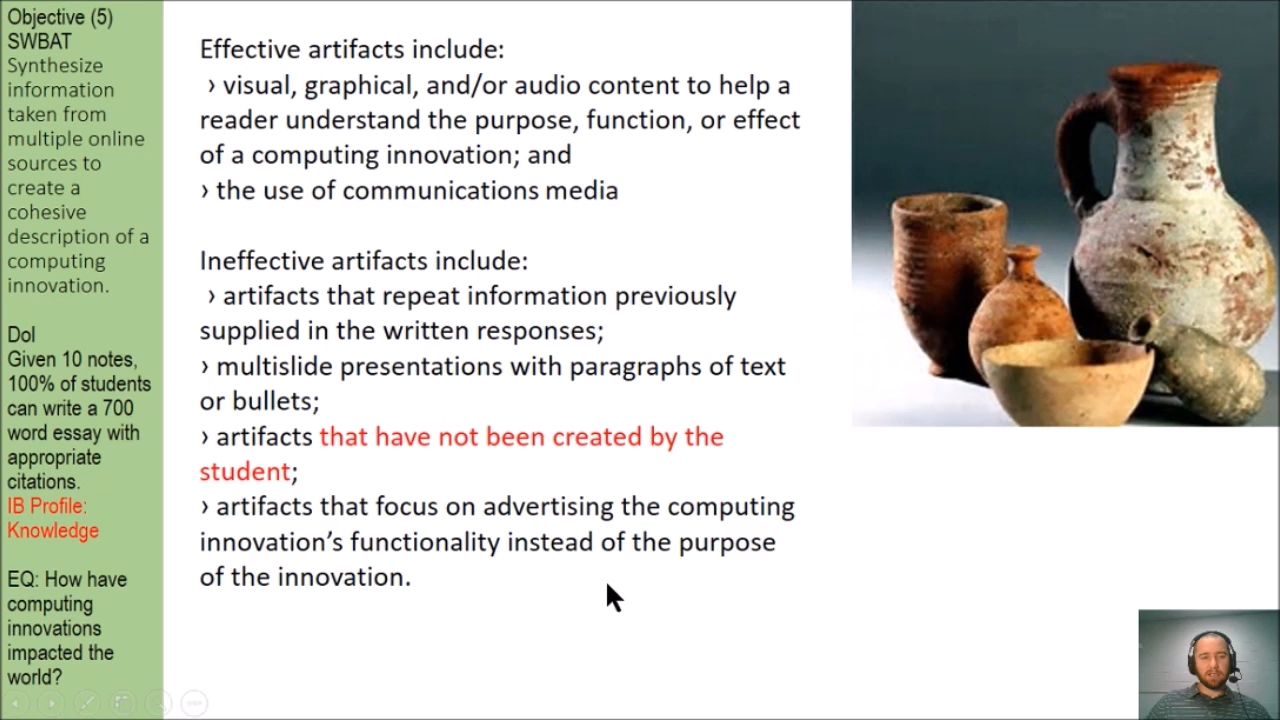 Objective (5)
SWBAT
Synthesize
information
taken from
multiple online
sources to
create a
cohesive
description of a
computing
innovation.
DoI
Given 10 notes,
100% of students
can write a 700
word essay with
appropriate
citations.
IB Profile:
Knowledge
EQ: How have
computing
innovations
impacted the
world?
Effective artifacts include:
› visual, graphical, and/or audio content to help a
reader understand the purpose, function, or effect
of a computing innovation; and
› the use of communications media
Ineffective artifacts include:
› artifacts that repeat information previously
supplied in the written responses;
› multislide presentations with paragraphs of text
or bullets;
› artifacts that have not been created by the
student;
› artifacts that focus on advertising the computing
innovation’s functionality instead of the purpose
of the innovation.